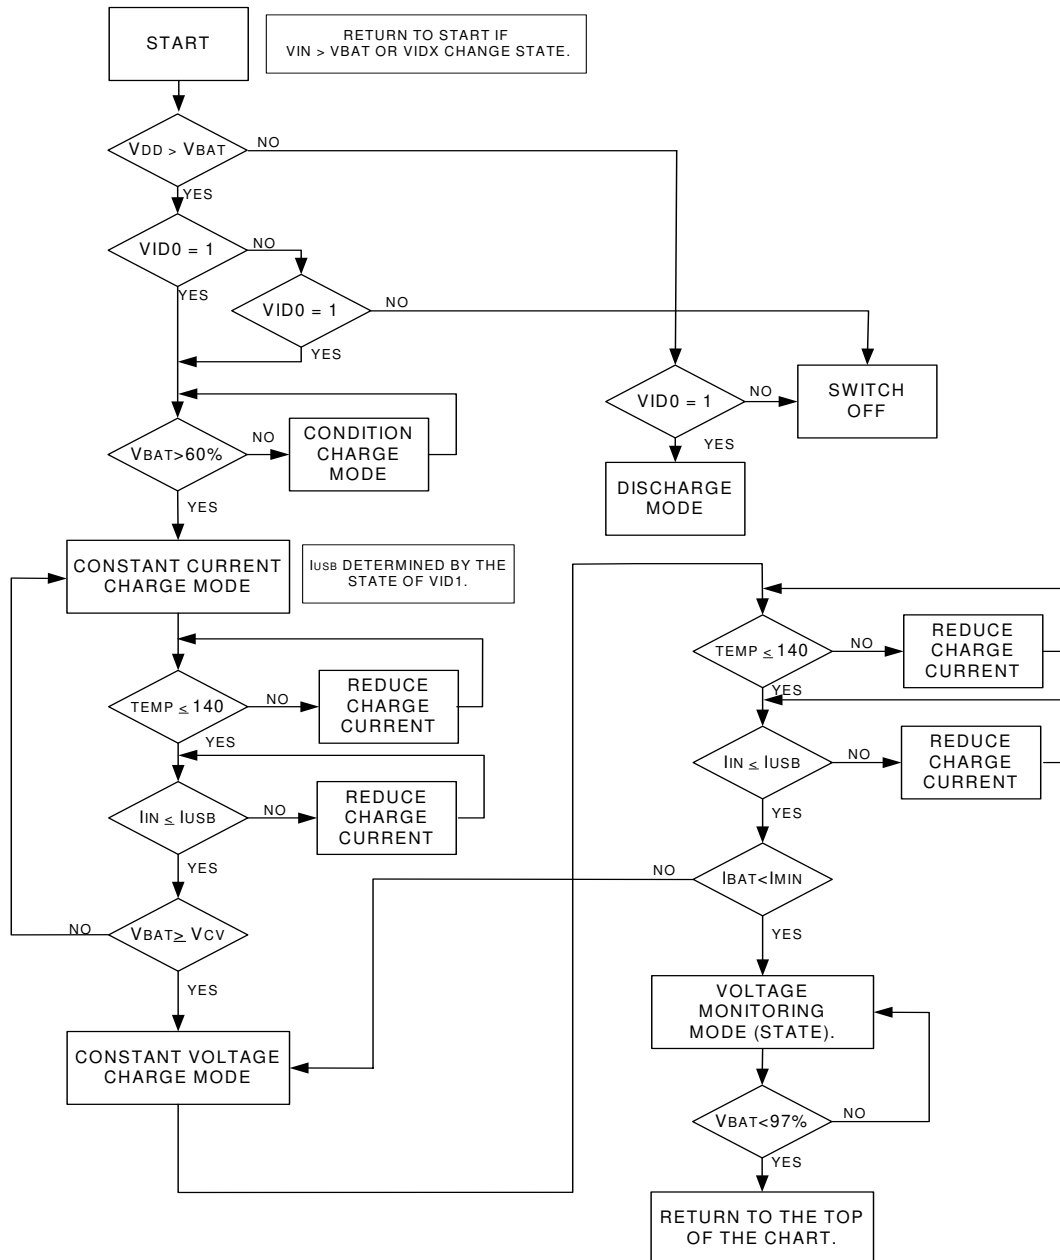 START
RETURN TO START IF
VIN > VBAT OR VIDX CHANGE STATE.
VDD > VBAT
NO
YES
VID0 = 1
NO
YES
VID0 = 1
NO
YES
VID0 = 1
NO
YES
SWITCH
OFF
DISCHARGE
MODE
VBAT>60%
NO
YES
CONDITION
CHARGE
MODE
CONSTANT CURRENT
CHARGE MODE
IUSB DETERMINED BY THE
STATE OF VID1.
TEMP ≤ 140
NO
YES
REDUCE
CHARGE
CURRENT
IIN ≤ IUSB
NO
YES
REDUCE
CHARGE
CURRENT
VBAT≥ VCV
NO
YES
CONSTANT VOLTAGE
CHARGE MODE
TEMP ≤ 140
NO
YES
REDUCE
CHARGE
CURRENT
IIN ≤ IUSB
NO
YES
REDUCE
CHARGE
CURRENT
IBAT<IMIN
NO
YES
VOLTAGE
MONITORING
MODE (STATE).
VBAT<97%
NO
YES
RETURN TO THE TOP
OF THE CHART.